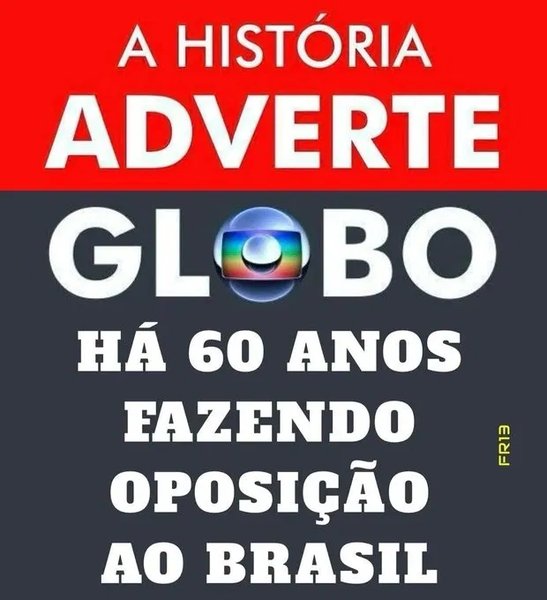 A HISTÓRIA
ADVERTE
GLOBO
HÁ 60 ANOS
FAZENDO
OPOSIÇÃO
AO BRASIL
FR13